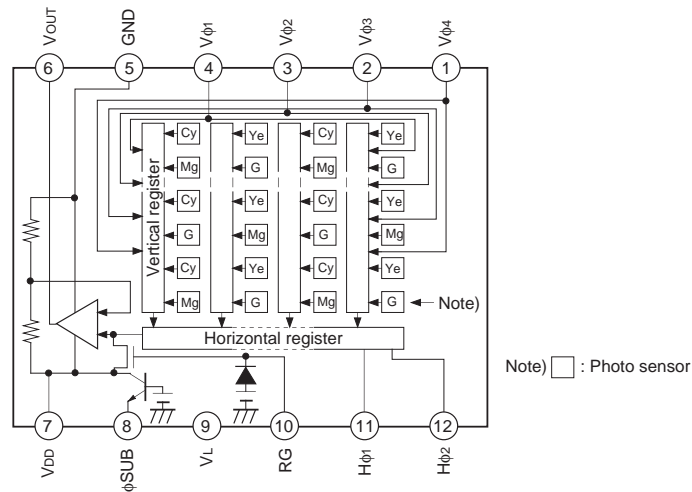 VOUT
GND
Vϕ1
Vϕ2
Vϕ3
Vϕ4
6
5
4
3
2
1
Vertical register
Cy Ye Cy Ye
Mg G Mg G
Cy Ye Cy Ye
G Mg G Mg
Cy Ye Cy Ye
Mg G Mg G
Note)
Horizontal register
Note) : Photo sensor
7
8
9
10
11
12
VDD
ϕSUB
VL
RG
Hϕ1
Hϕ2